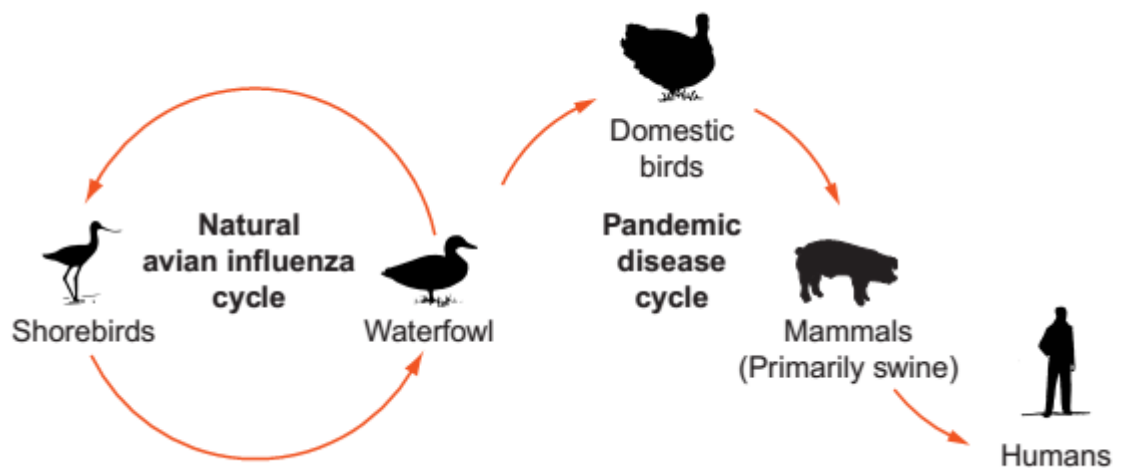 Domestic
birds
Natural
avian influenza
cycle
Pandemic
disease
cycle
Shorebirds
Waterfowl
Mammals
(Primarily swine)
Humans